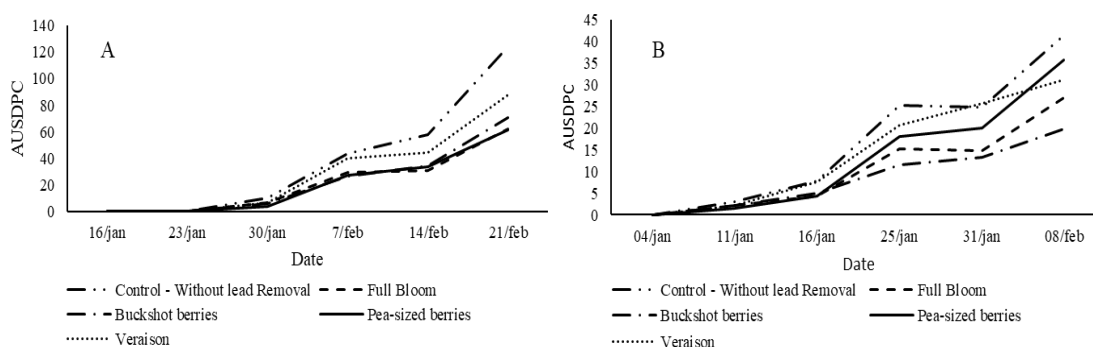 A
AUSDPC
140
120
100
80
60
40
20
0
16/jan 23/jan 30/jan 7/feb 14/feb 21/feb
Date
Control - Without lead Removal Full Bloom
Buckshot berries Pea-sized berries
Veraison
B
AUSDPC
45
40
35
30
25
20
15
10
5
0
04/jan 11/jan 16/jan 25/jan 31/jan 08/feb
Date
Control - Without lead Removal Full Bloom
Buckshot berries Pea-sized berries
Veraison